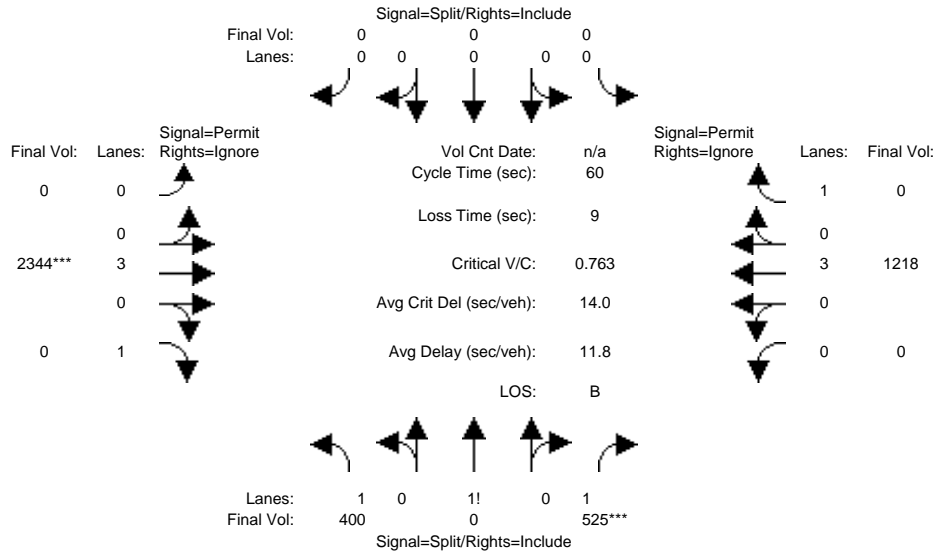 Signal=Split/Rights=Include
Final Vol: 0 0 0
Lanes: 0 0 0 0 0
Signal=Permit
Final Vol: Lanes: Rights=Ignore
Vol Cnt Date: n/a
Signal=Permit
Rights=Ignore Lanes: Final Vol:
Cycle Time (sec): 60
0 0
1 0
Loss Time (sec): 9
0
0
2344*** 3
Critical V/C: 0.763
3 1218
0
Avg Crit Del (sec/veh): 14.0
0
0 1
Avg Delay (sec/veh): 11.8
0 0
LOS: B
Lanes: 1 0 1! 0 1
Final Vol: 400 0 525***
Signal=Split/Rights=Include